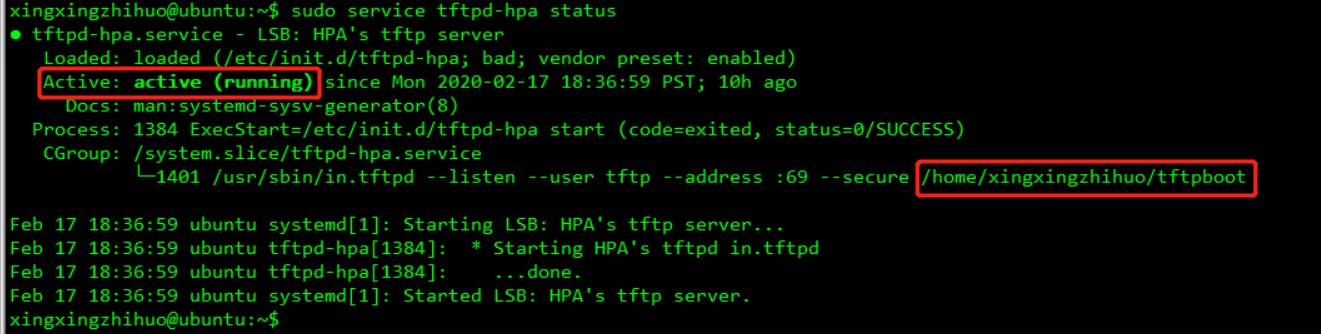 xingxingzhihuo@ubuntu:~$ sudo service tftpd-hpa status
● tftpd-hpa.service - LSB: HPA's tftp server
   Loaded: loaded (/etc/init.d/tftpd-hpa; bad; vendor preset: enabled)
   Active: active (running) since Mon 2020-02-17 18:36:59 PST; 10h ago
     Docs: man:systemd-sysv-generator(8)
  Process: 1384 ExecStart=/etc/init.d/tftpd-hpa start (code=exited, status=0/SUCCESS)
   CGroup: /system.slice/tftpd-hpa.service
           └─1401 /usr/sbin/in.tftpd --listen --user tftp --address :69 --secure /home/xingxingzhihuo/tftpboot
Feb 17 18:36:59 ubuntu systemd[1]: Starting LSB: HPA's tftp server...
Feb 17 18:36:59 ubuntu tftpd-hpa[1384]:  * Starting HPA's tftpd in.tftpd
Feb 17 18:36:59 ubuntu tftpd-hpa[1384]:    ...done.
Feb 17 18:36:59 ubuntu systemd[1]: Started LSB: HPA's tftp server.
xingxingzhihuo@ubuntu:~$